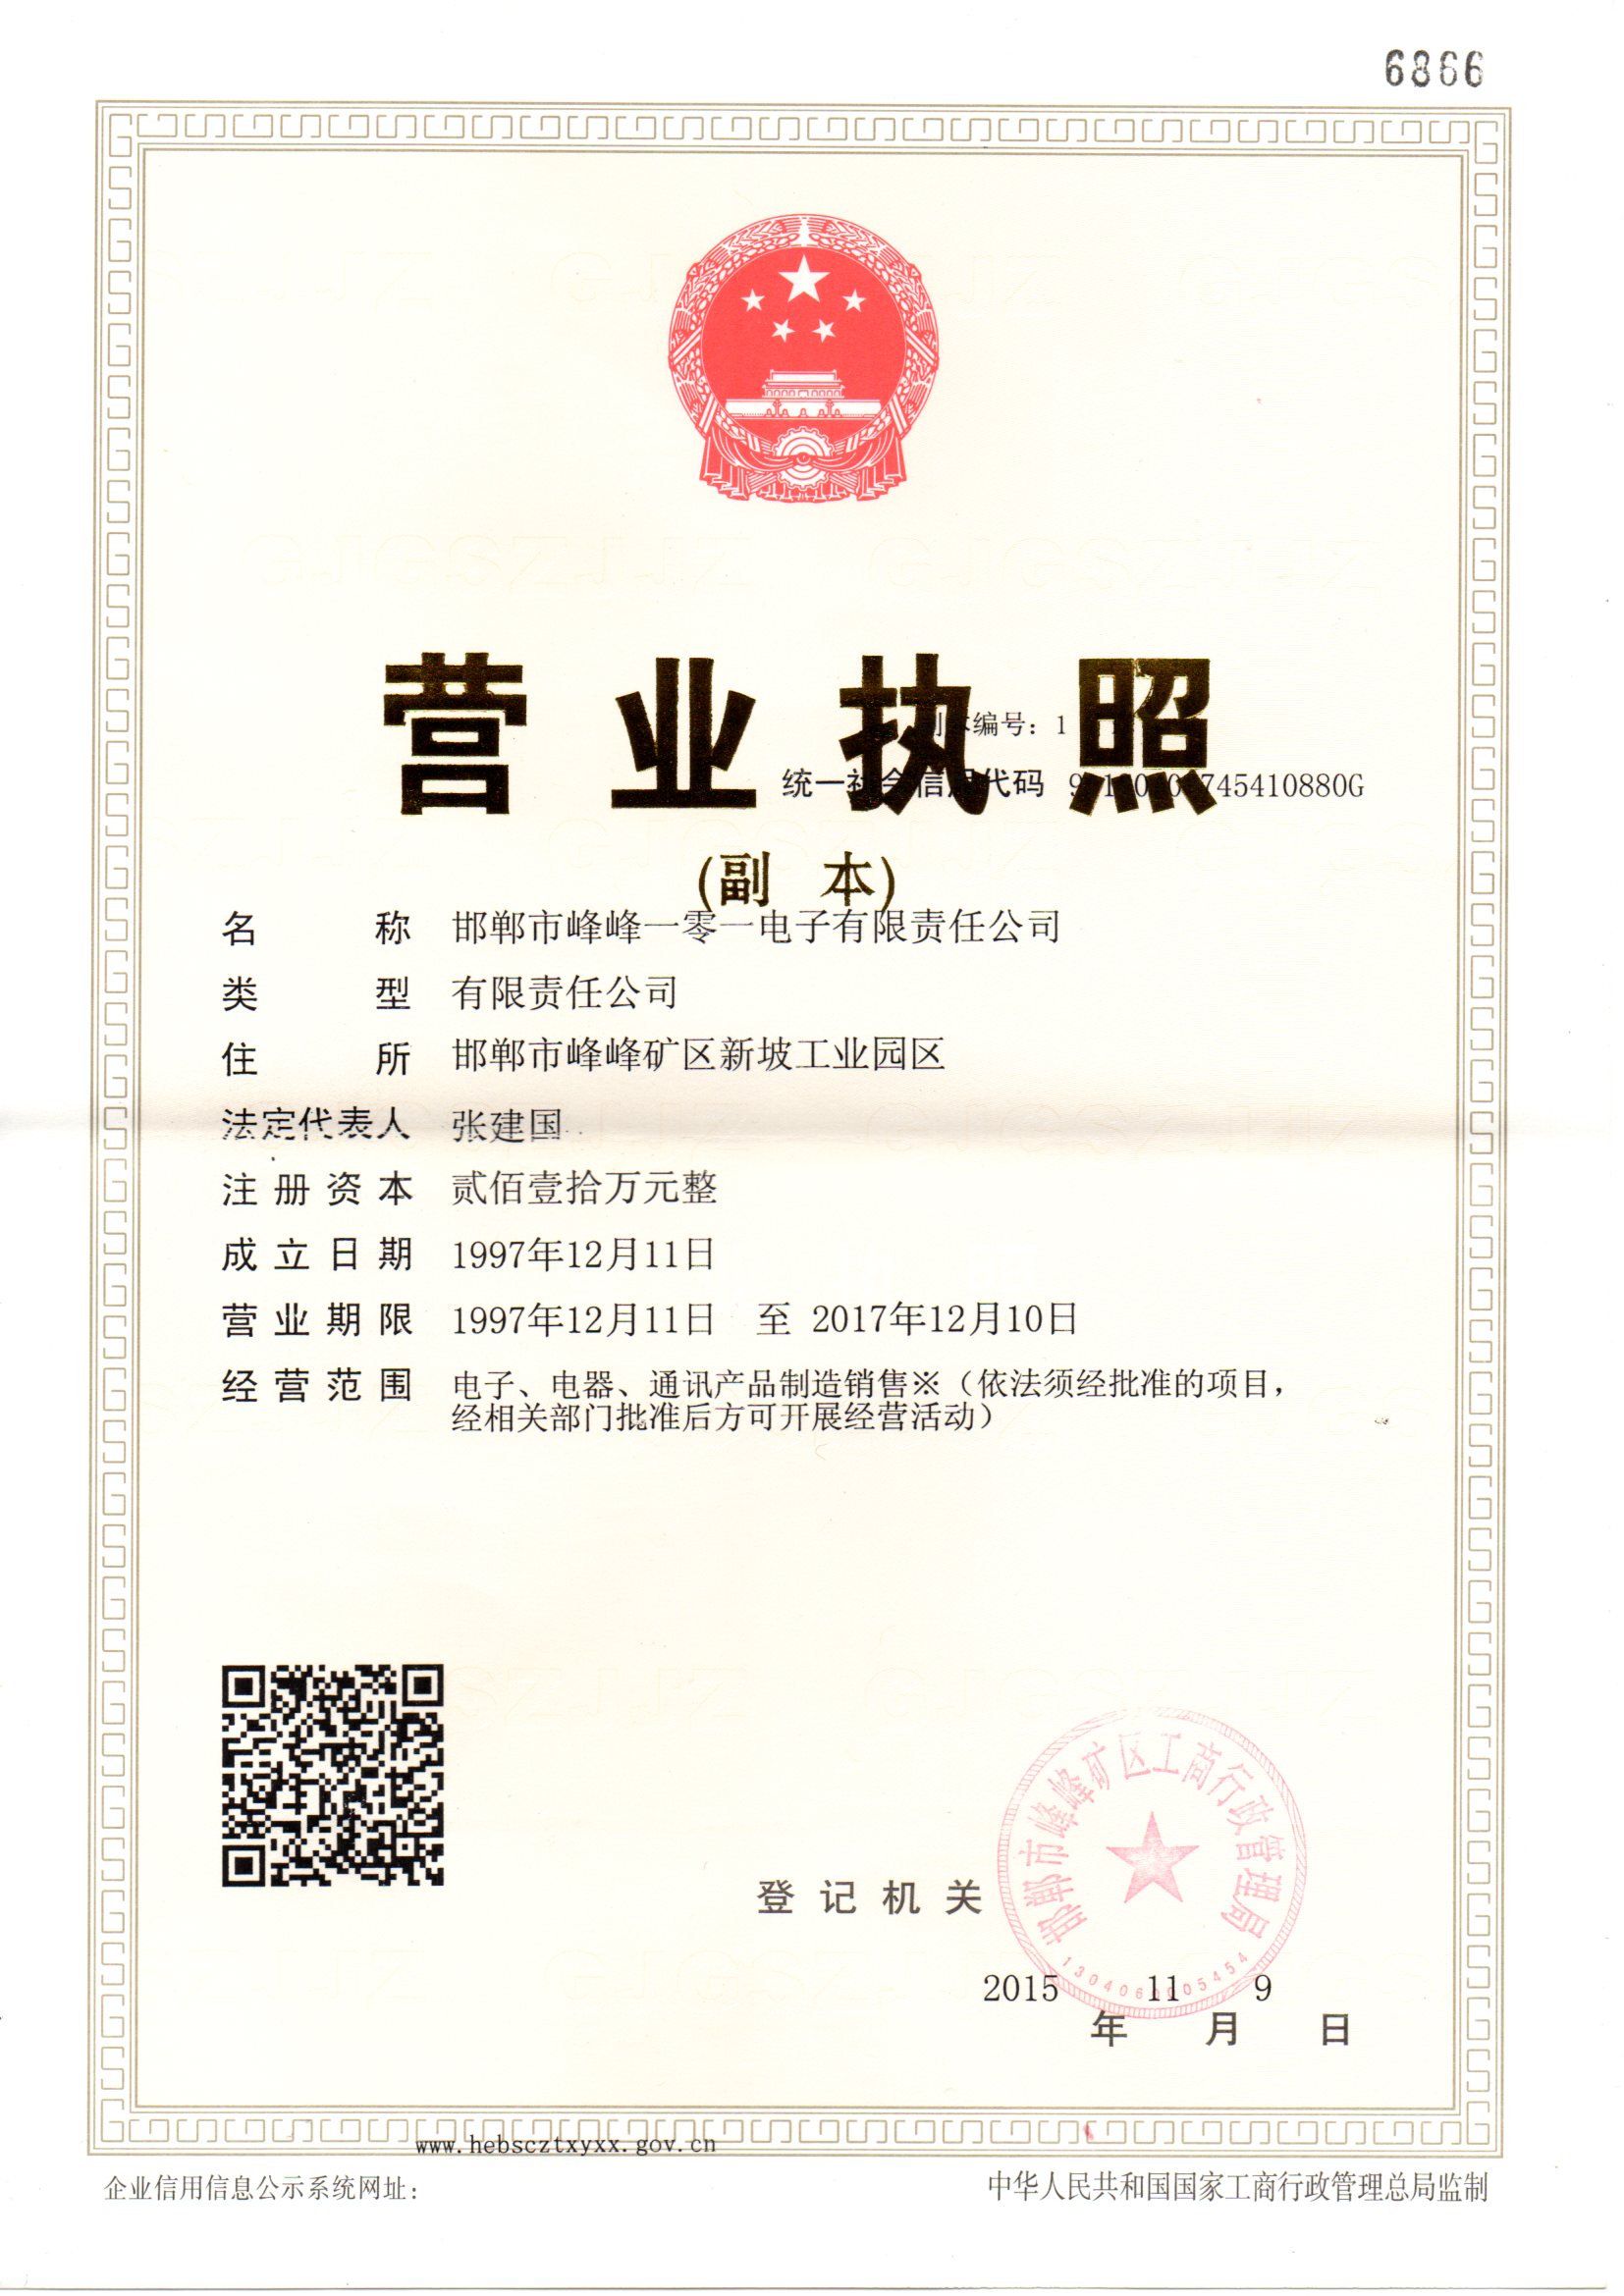 6866
营业执照
编号：1
统一社会信用代码 745410880G
(副 本)
名 称 邯郸市峰峰一零一电子有限责任公司
类 型 有限责任公司
住 所 邯郸市峰峰矿区新坡工业园区
法定代表人 张建国
注册资本 贰佰壹拾万元整
成立日期 1997年12月11日
营业期限 1997年12月11日 至 2017年12月10日
经营范围 电子、电器、通讯产品制造销售※（依法须经批准的项目，
经相关部门批准后方可开展经营活动）
邯郸市峰峰矿区工商行政管理局
登记机关
2015 11 9
年 月 日
www.hebscztxyxx.gov.cn
企业信用信息公示系统网址：
中华人民共和国国家工商行政管理总局监制